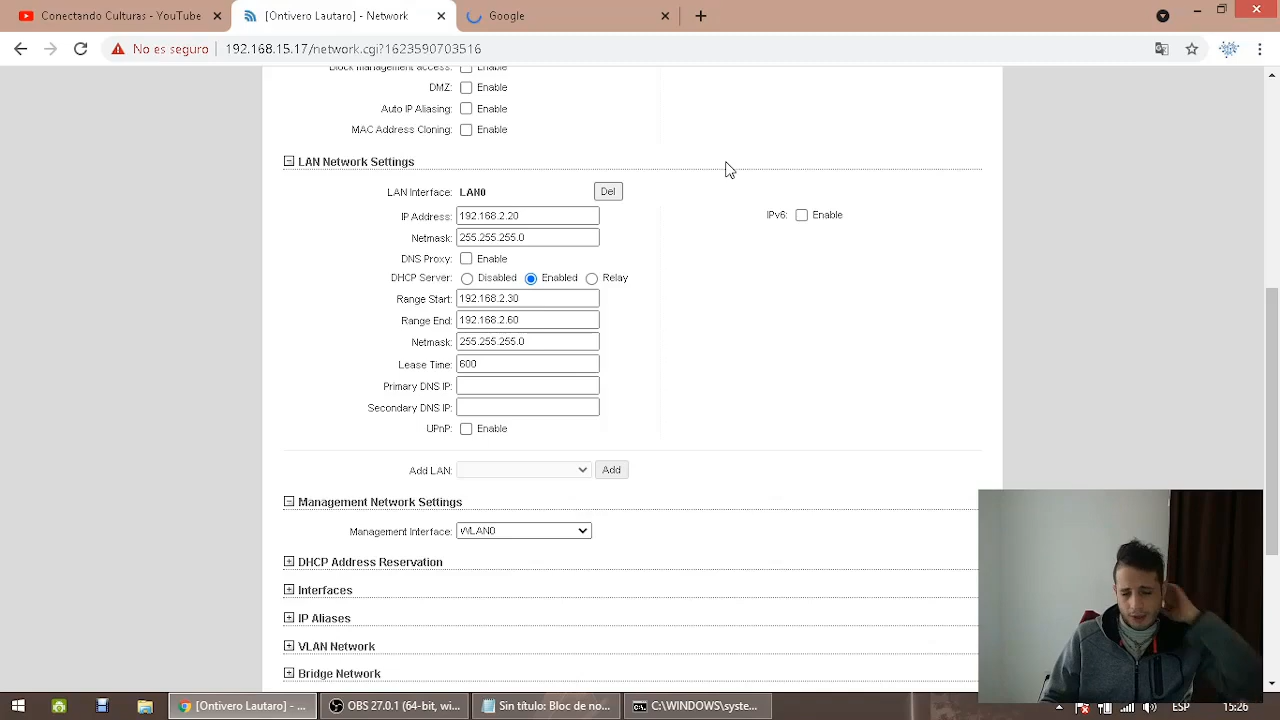 Conectando Culturas - YouTube
[Ontivero Lautaro] - Network
Google
No es seguro
192.168.15.17/network.cgi?1623590703516
Block management access: Enable
DMZ: Enable
Auto IP Aliasing: Enable
MAC Address Cloning: Enable
LAN Network Settings
LAN Interface: LAN0 Del
IP Address: 192.168.2.20 IPv6: Enable
Netmask: 255.255.255.0
DNS Proxy: Enable
DHCP Server: Disabled Enabled Relay
Range Start: 192.168.2.30
Range End: 192.168.2.60
Netmask: 255.255.255.0
Lease Time: 600
Primary DNS IP:
Secondary DNS IP:
UPnP: Enable
Add LAN: Add
Management Network Settings
Management Interface: WLAN0
DHCP Address Reservation
Interfaces
IP Aliases
VLAN Network
Bridge Network
[Ontivero Lautaro] - ...
OBS 27.0.1 (64-bit, wi...
Sin título: Bloc de no...
C:\WINDOWS\syste...
ESP
15:26